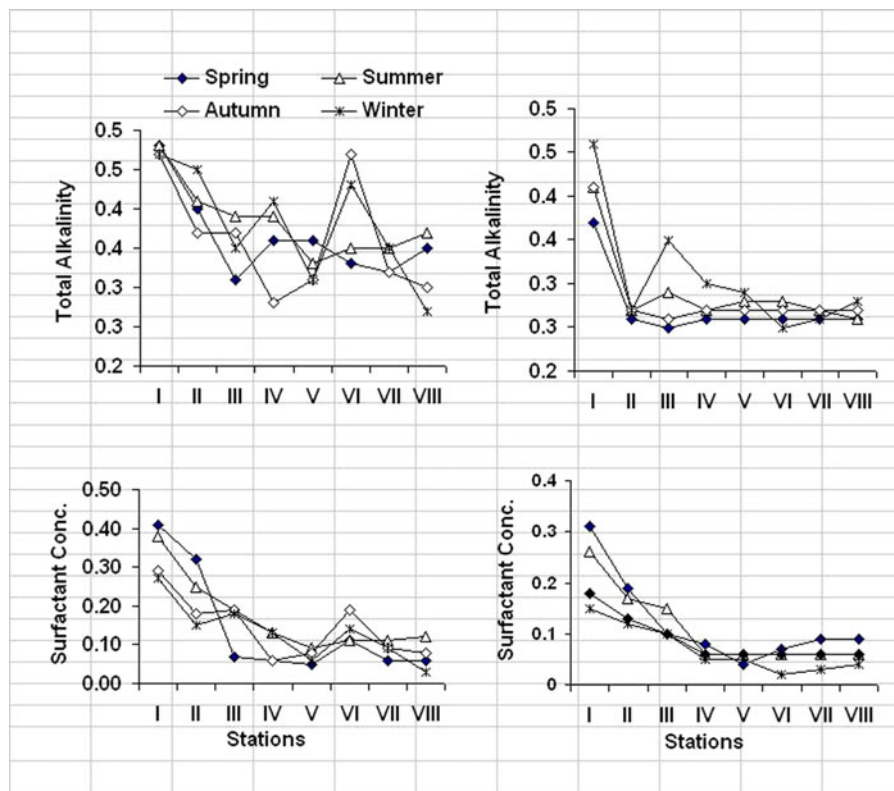 Spring Summer
Autumn Winter
Total Alkalinity
0.5
0.5
0.4
0.4
0.3
0.3
0.2
I II III IV V VI VII VIII
Total Alkalinity
0.5
0.5
0.4
0.4
0.3
0.3
0.2
I II III IV V VI VII VIII
Surfactant Conc.
0.50
0.40
0.30
0.20
0.10
0.00
I II III IV V VI VII VIII
Stations
Surfactant Conc.
0.4
0.3
0.2
0.1
0
I II III IV V VI VII VIII
Stations